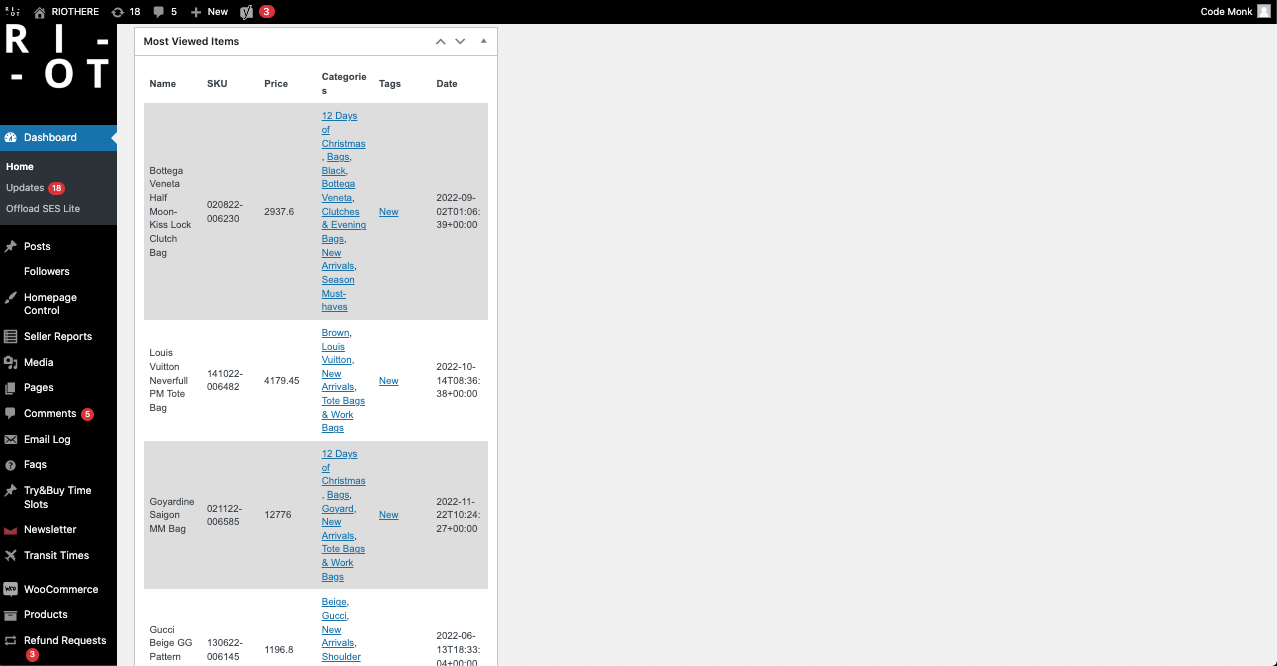 RI-
-OT
RIOTHERE
18
5
New
3
Code Monk
R I -
- O T
Dashboard
Home
Updates 18
Offload SES Lite
Posts
Followers
Homepage
Control
Seller Reports
Media
Pages
Comments 5
Email Log
Faqs
Try&Buy Time
Slots
Newsletter
Transit Times
WooCommerce
Products
Refund Requests
3
Most Viewed Items
Name SKU Price Categorie
s Tags Date
Bottega
Veneta
Half
Moon-
Kiss Lock
Clutch
Bag
020822-
006230
2937.6
12 Days
of
Christmas
, Bags,
Black,
Bottega
Veneta,
Clutches
& Evening
Bags,
New
Arrivals,
Season
Must-
haves
New
2022-09-
02T01:06:
39+00:00
Louis
Vuitton
Neverfull
PM Tote
Bag
141022-
006482
4179.45
Brown,
Louis
Vuitton,
New
Arrivals,
Tote Bags
& Work
Bags
New
2022-10-
14T08:36:
38+00:00
Goyardine
Saigon
MM Bag
021122-
006585
12776
12 Days
of
Christmas
, Bags,
Goyard,
New
Arrivals,
Tote Bags
& Work
Bags
New
2022-11-
22T10:24:
27+00:00
Gucci
Beige GG
Pattern
130622-
006145
1196.8
Beige,
Gucci,
New
Arrivals,
Shoulder
2022-06-
13T18:33:
04+00:00